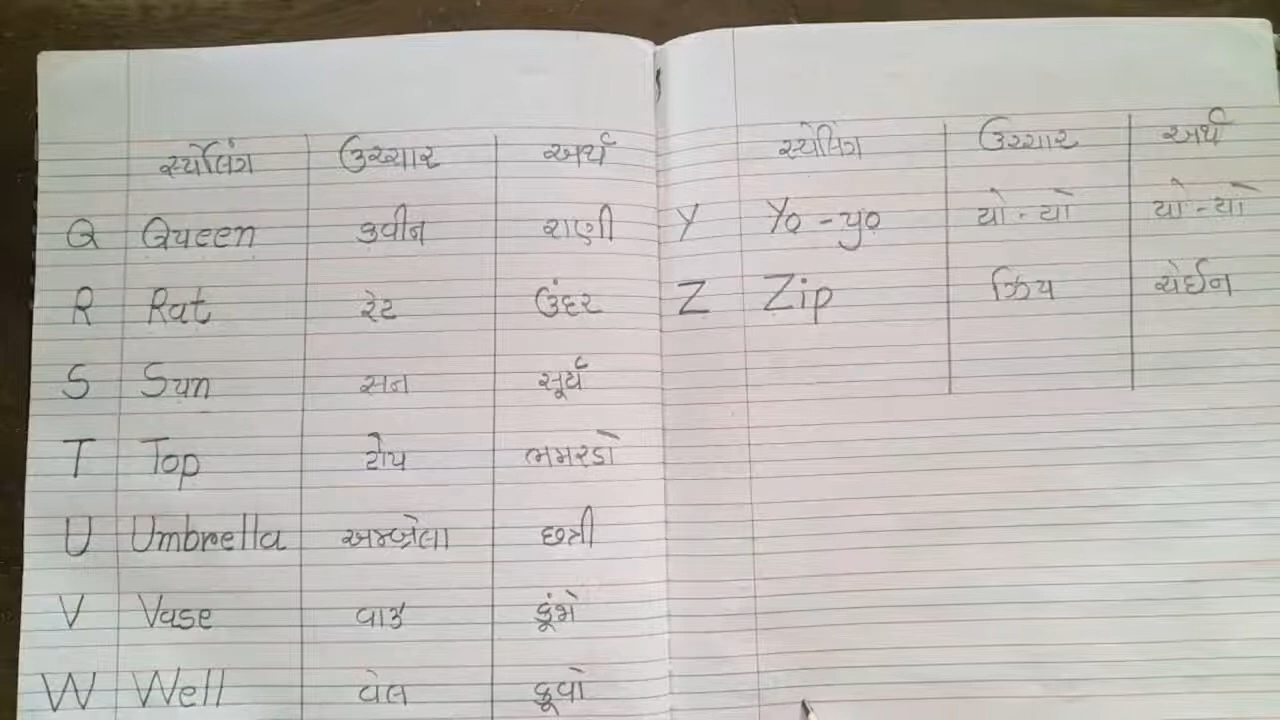 સ્પેલિંગ ઉચ્ચાર અર્થ
Q Queen ક્વીન રાણી
R Rat રેટ ઉંદર
S Sun સન સૂર્ય
T Top ટોપ ભમરડો
U Umbrella અમ્બ્રેલા છત્રી
V Vase વાઝ કૂંભે
W Well વેલ કૂવો
સ્પેલિંગ ઉચ્ચાર અર્થ
Y Yo-yo યો-યો યો-યો
Z Zip ઝિપ ચેઈન